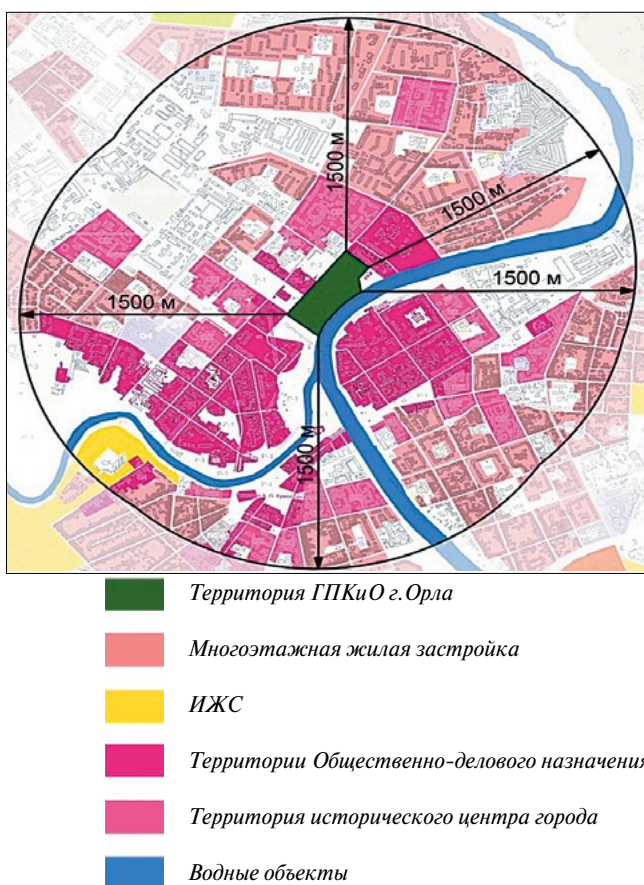 1500 м
1500 м
1500 м
1500 м
1500 м
Территория ГПКиО г.Орла
Многоэтажная жилая застройка
ИЖС
Территории Общественно-делового назначения
Территория исторического центра города
Водные объекты